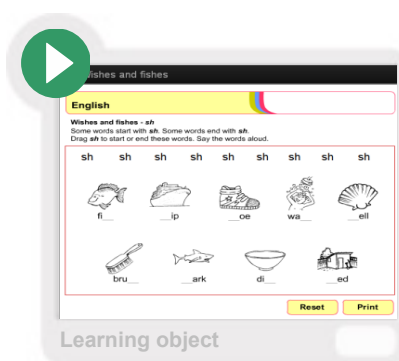 ishes and fishes
English
Wishes and fishes - sh
Some words start with sh. Some words end with sh.
Drag sh to start or end these words. Say the words aloud.
sh sh sh sh sh sh sh sh sh
fi__ __ip __oe wa__ __ell
bru__ __ark di__ __ed
Reset Print
Learning object